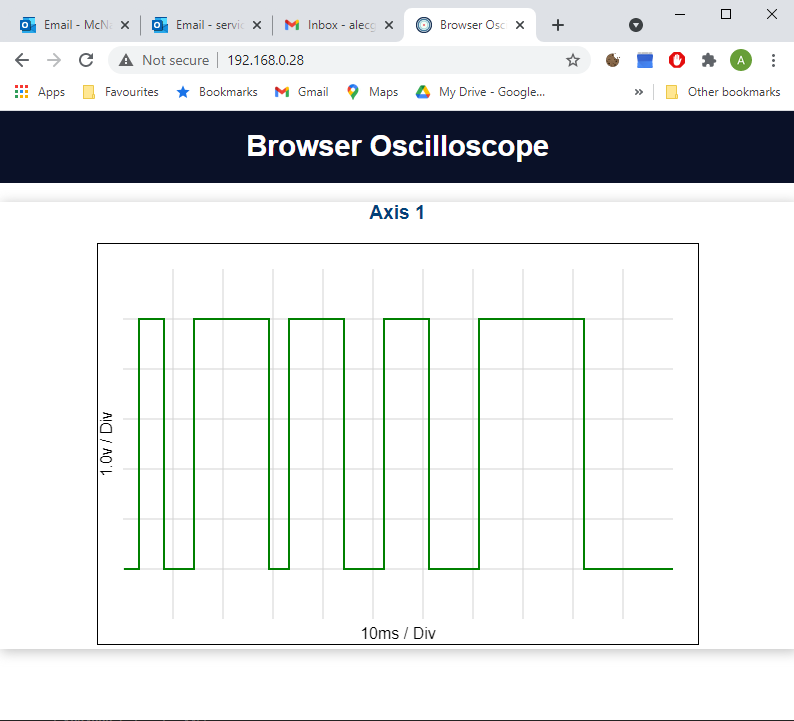 Email - McNa
Email - servic
Inbox - alecg
Browser Osc
Not secure
192.168.0.28
A
Apps
Favourites
Bookmarks
Gmail
Maps
My Drive - Google...
»
Other bookmarks
Browser Oscilloscope
Axis 1
1.0v / Div
10ms / Div